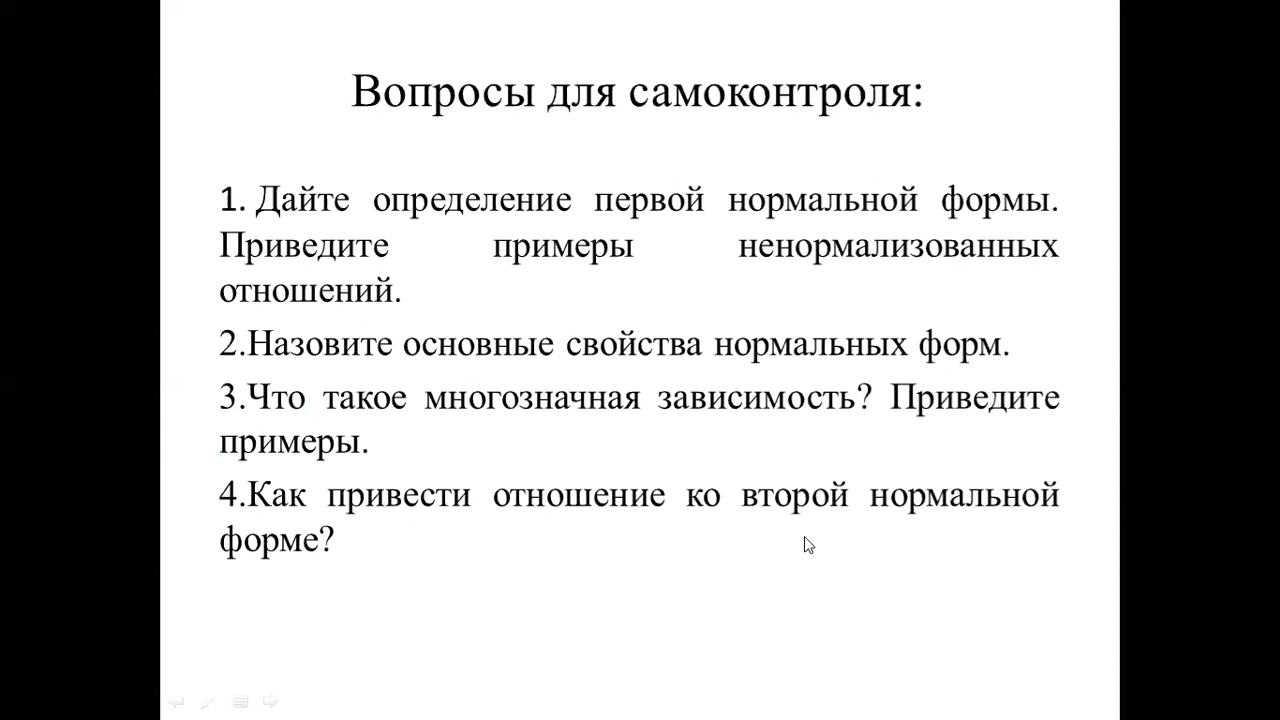 Вопросы для самоконтроля:
1. Дайте определение первой нормальной формы.
Приведите примеры ненормализованных
отношений.
2.Назовите основные свойства нормальных форм.
3.Что такое многозначная зависимость? Приведите
примеры.
4.Как привести отношение ко второй нормальной
форме?